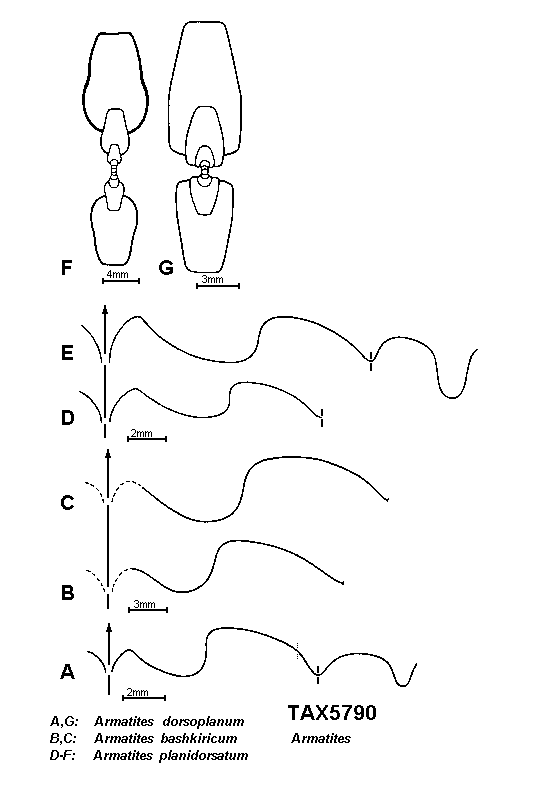 F
4mm
G
3mm
E
D
2mm
C
B
3mm
A
2mm
TAX5790
Armatites
A,G: Armatites dorsoplanum
B,C: Armatites bashkiricum
D-F: Armatites planidorsatum